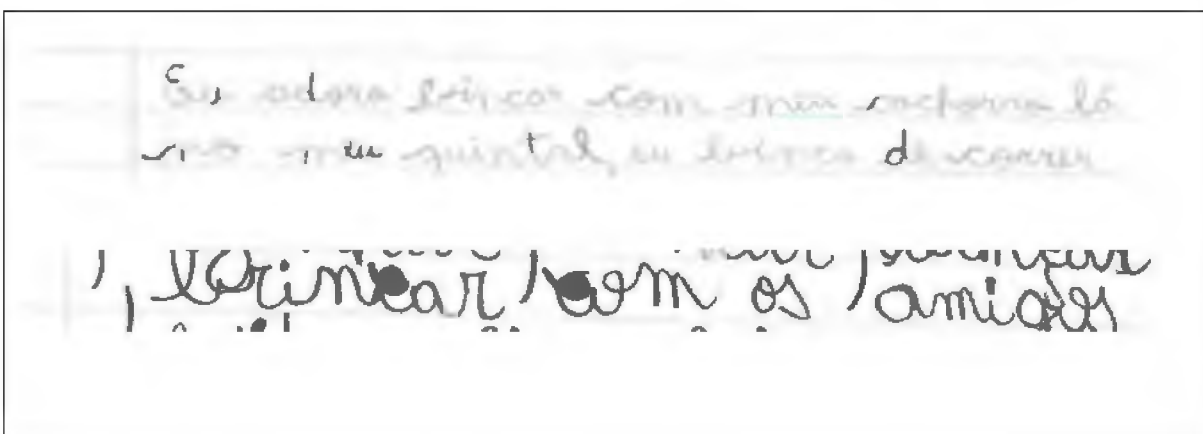 Eu adoro brincar com meu cachorro lá
no meu quintal, eu brinco de correr
brincar com os amigos